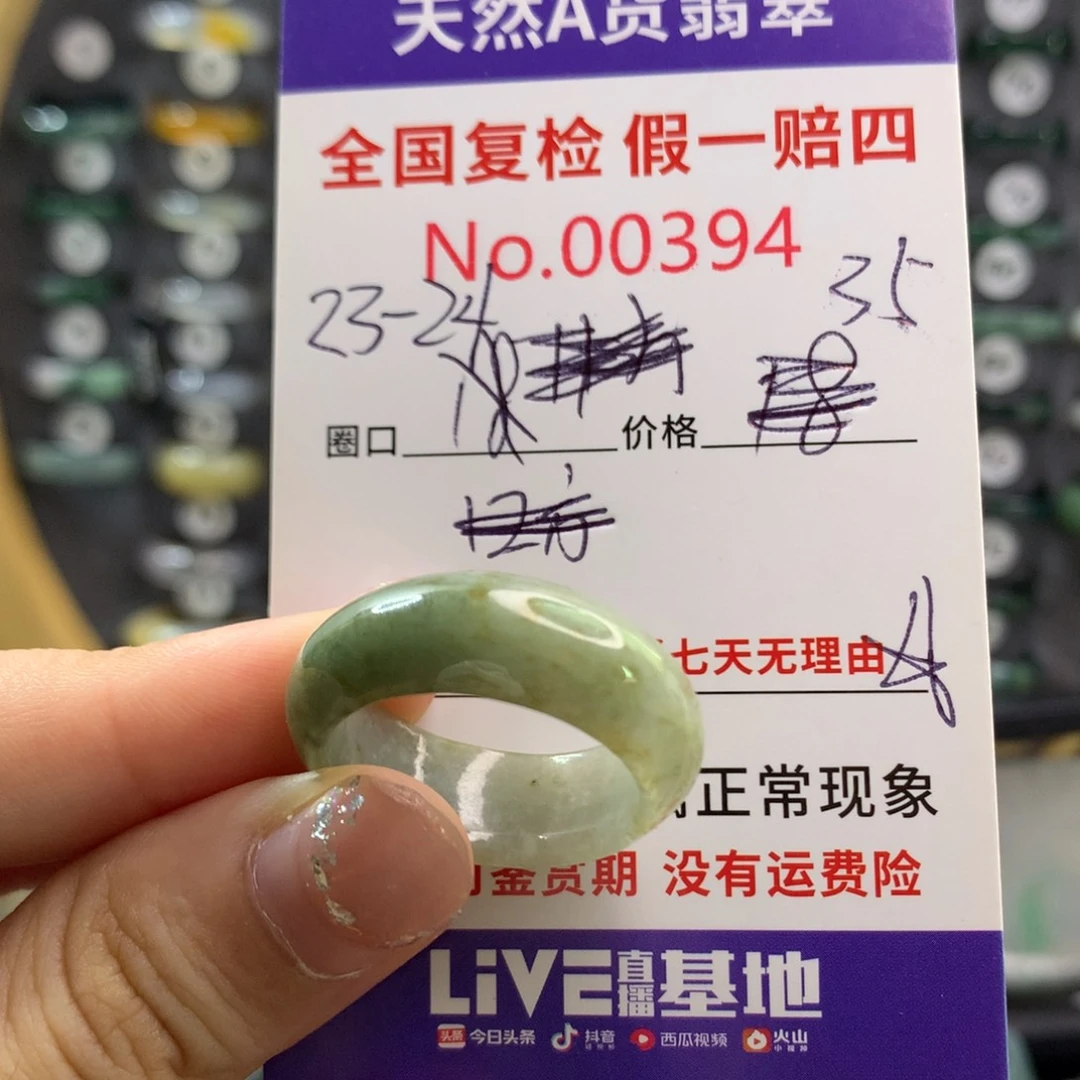 天然A货翡翠
全国复检 假一赔四
No.00394
23-24
35
圈口
价格
七天无理由
正常现象
金货期 没有运费险
LiVE直播基地
头条 今日头条 抖音 西瓜视频 火山